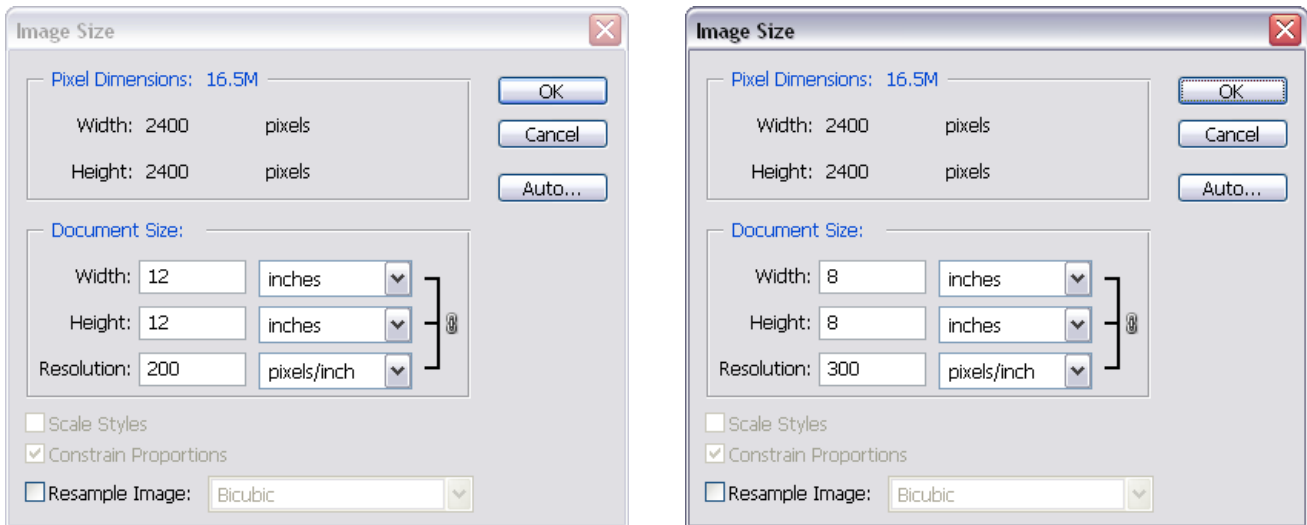 Image Size
Pixel Dimensions: 16.5M
OK
Width: 2400 pixels
Cancel
Height: 2400 pixels
Auto...
Document Size:
Width: 12 inches
Height: 12 inches
Resolution: 200 pixels/inch
Scale Styles
Constrain Proportions
Resample Image: Bicubic
Image Size
Pixel Dimensions: 16.5M
OK
Width: 2400 pixels
Cancel
Height: 2400 pixels
Auto...
Document Size:
Width: 8 inches
Height: 8 inches
Resolution: 300 pixels/inch
Scale Styles
Constrain Proportions
Resample Image: Bicubic